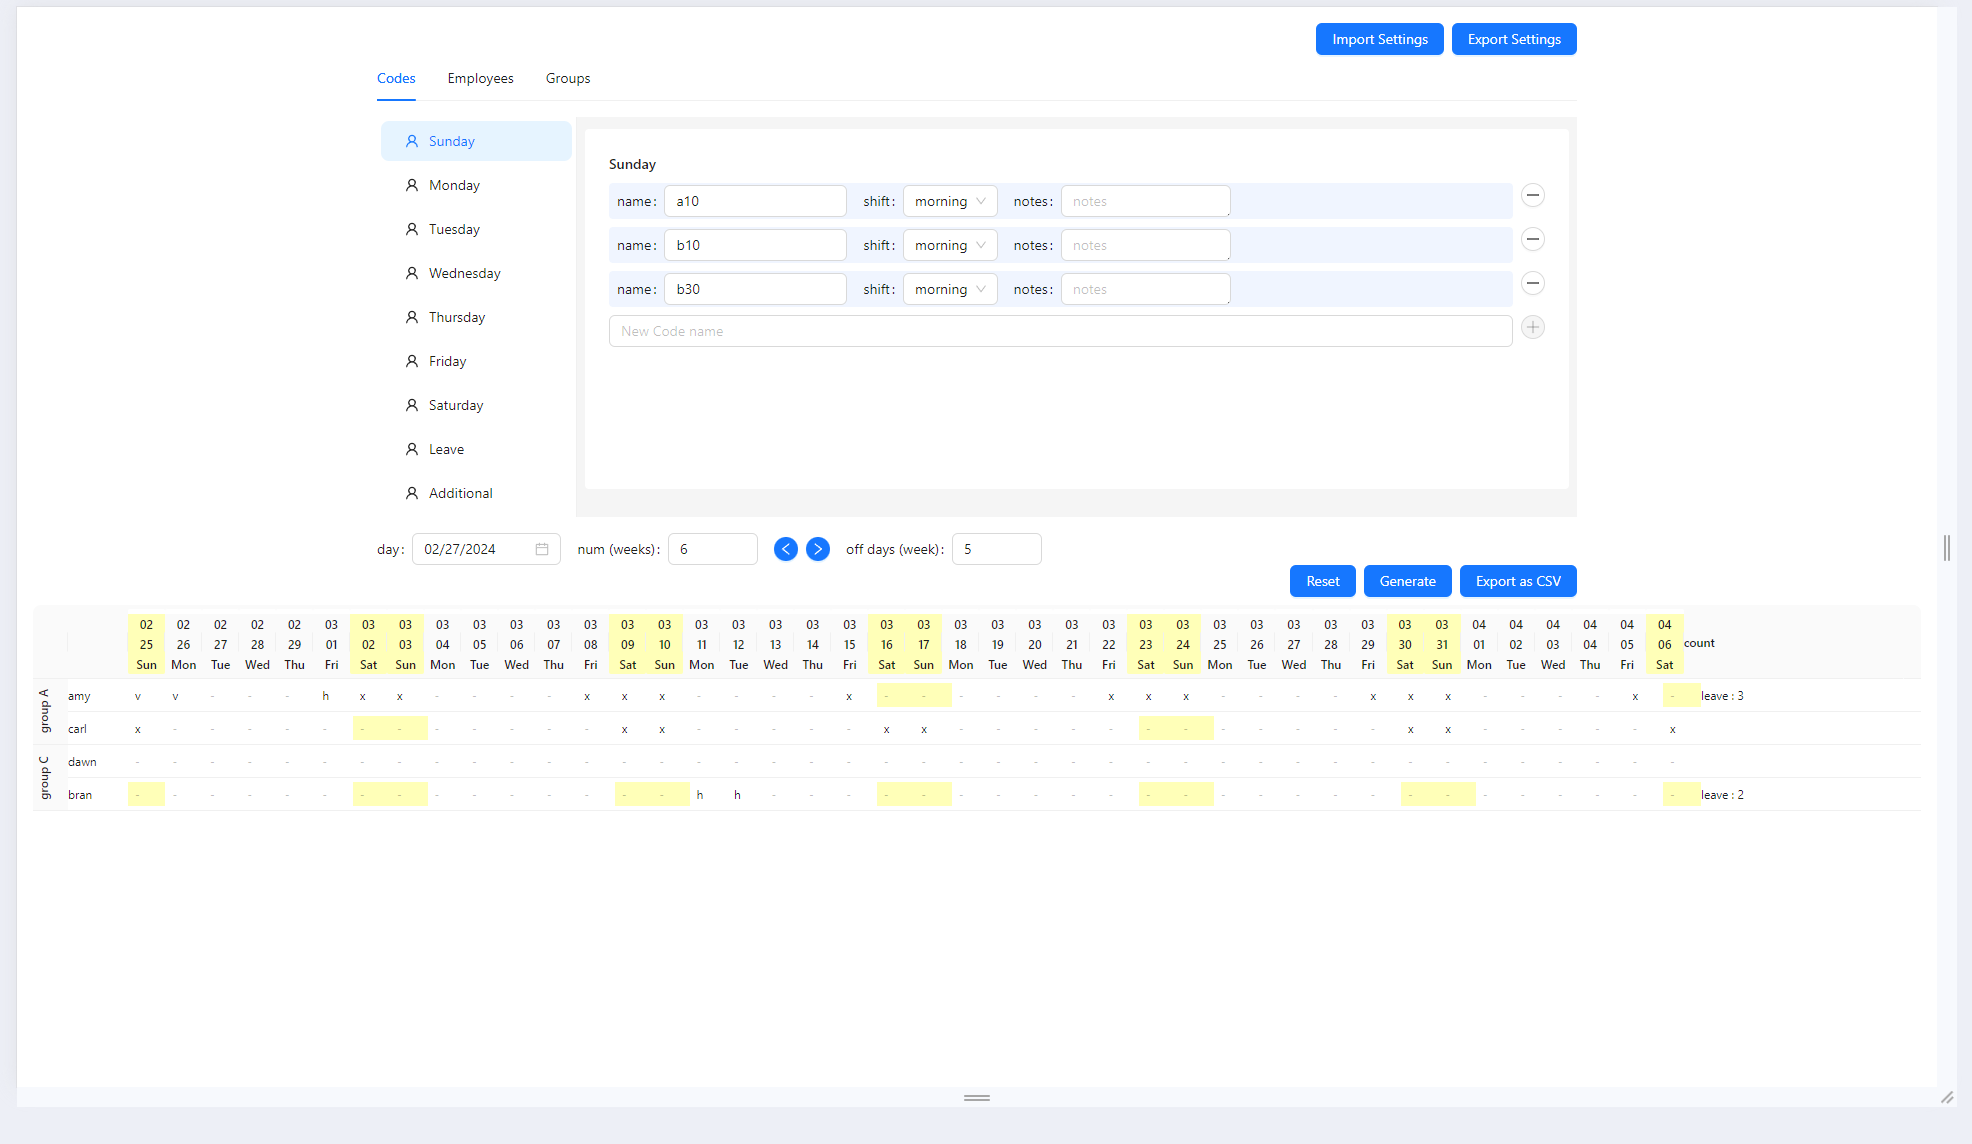 Import Settings Export Settings
Codes Employees Groups
Sunday
Monday
Tuesday
Wednesday
Thursday
Friday
Saturday
Leave
Additional
Sunday
name: a10 shift: morning notes: notes
name: b10 shift: morning notes: notes
name: b30 shift: morning notes: notes
New Code name
day: 02/27/2024 num (weeks): 6 off days (week): 5
Reset Generate Export as CSV
02 02 02 02 02 03 03 03 03 03 03 03 03 03 03 03 03 03 03 03 03 03 03 03 03 03 03 03 03 03 03 03 03 03 03 03 04 04 04 04 04 04
25 26 27 28 29 01 02 03 04 05 06 07 08 09 10 11 12 13 14 15 16 17 18 19 20 21 22 23 24 25 26 27 28 29 30 31 01 02 03 04 05 06 count
Sun Mon Tue Wed Thu Fri Sat Sun Mon Tue Wed Thu Fri Sat Sun Mon Tue Wed Thu Fri Sat Sun Mon Tue Wed Thu Fri Sat Sun Mon Tue Wed Thu Fri Sat Sun Mon Tue Wed Thu Fri Sat
group A
amy v v - - - h x x - - - - x x x - - - - x - - - - - - x x x - - - - x x x - - - - x - leave : 3
carl x - - - - - - - - - - - - x x - - - - - x x - - - - - - - - - - - - x x - - - - - x
group C
dawn - - - - - - - - - - - - - - - - - - - - - - - - - - - - - - - - - - - - - - - - - -
bran - - - - - - - - - - - - - - - h h - - - - - - - - - - - - - - - - - - - - - - - - - leave : 2